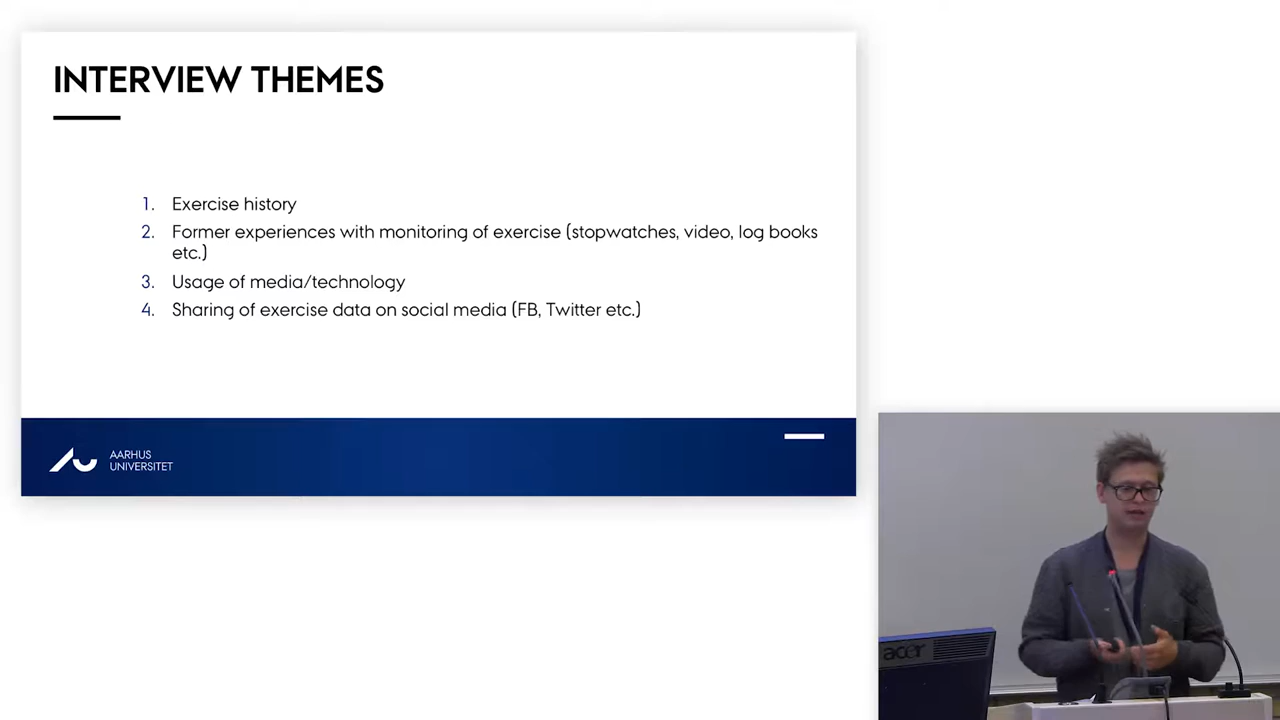 INTERVIEW THEMES
1. Exercise history
2. Former experiences with monitoring of exercise (stopwatches, video, log books
etc.)
3. Usage of media/technology
4. Sharing of exercise data on social media (FB, Twitter etc.)
AARHUS
UNIVERSITET
acer